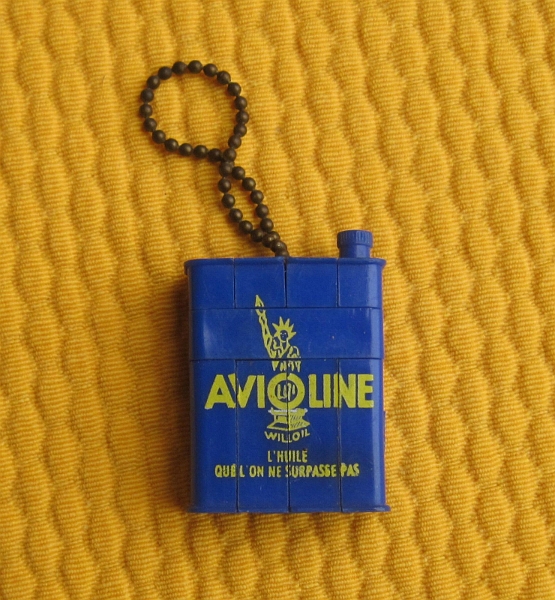 AVIOLINE
WILLOIL
L'HUILE
QUE L'ON NE SURPASSE PAS